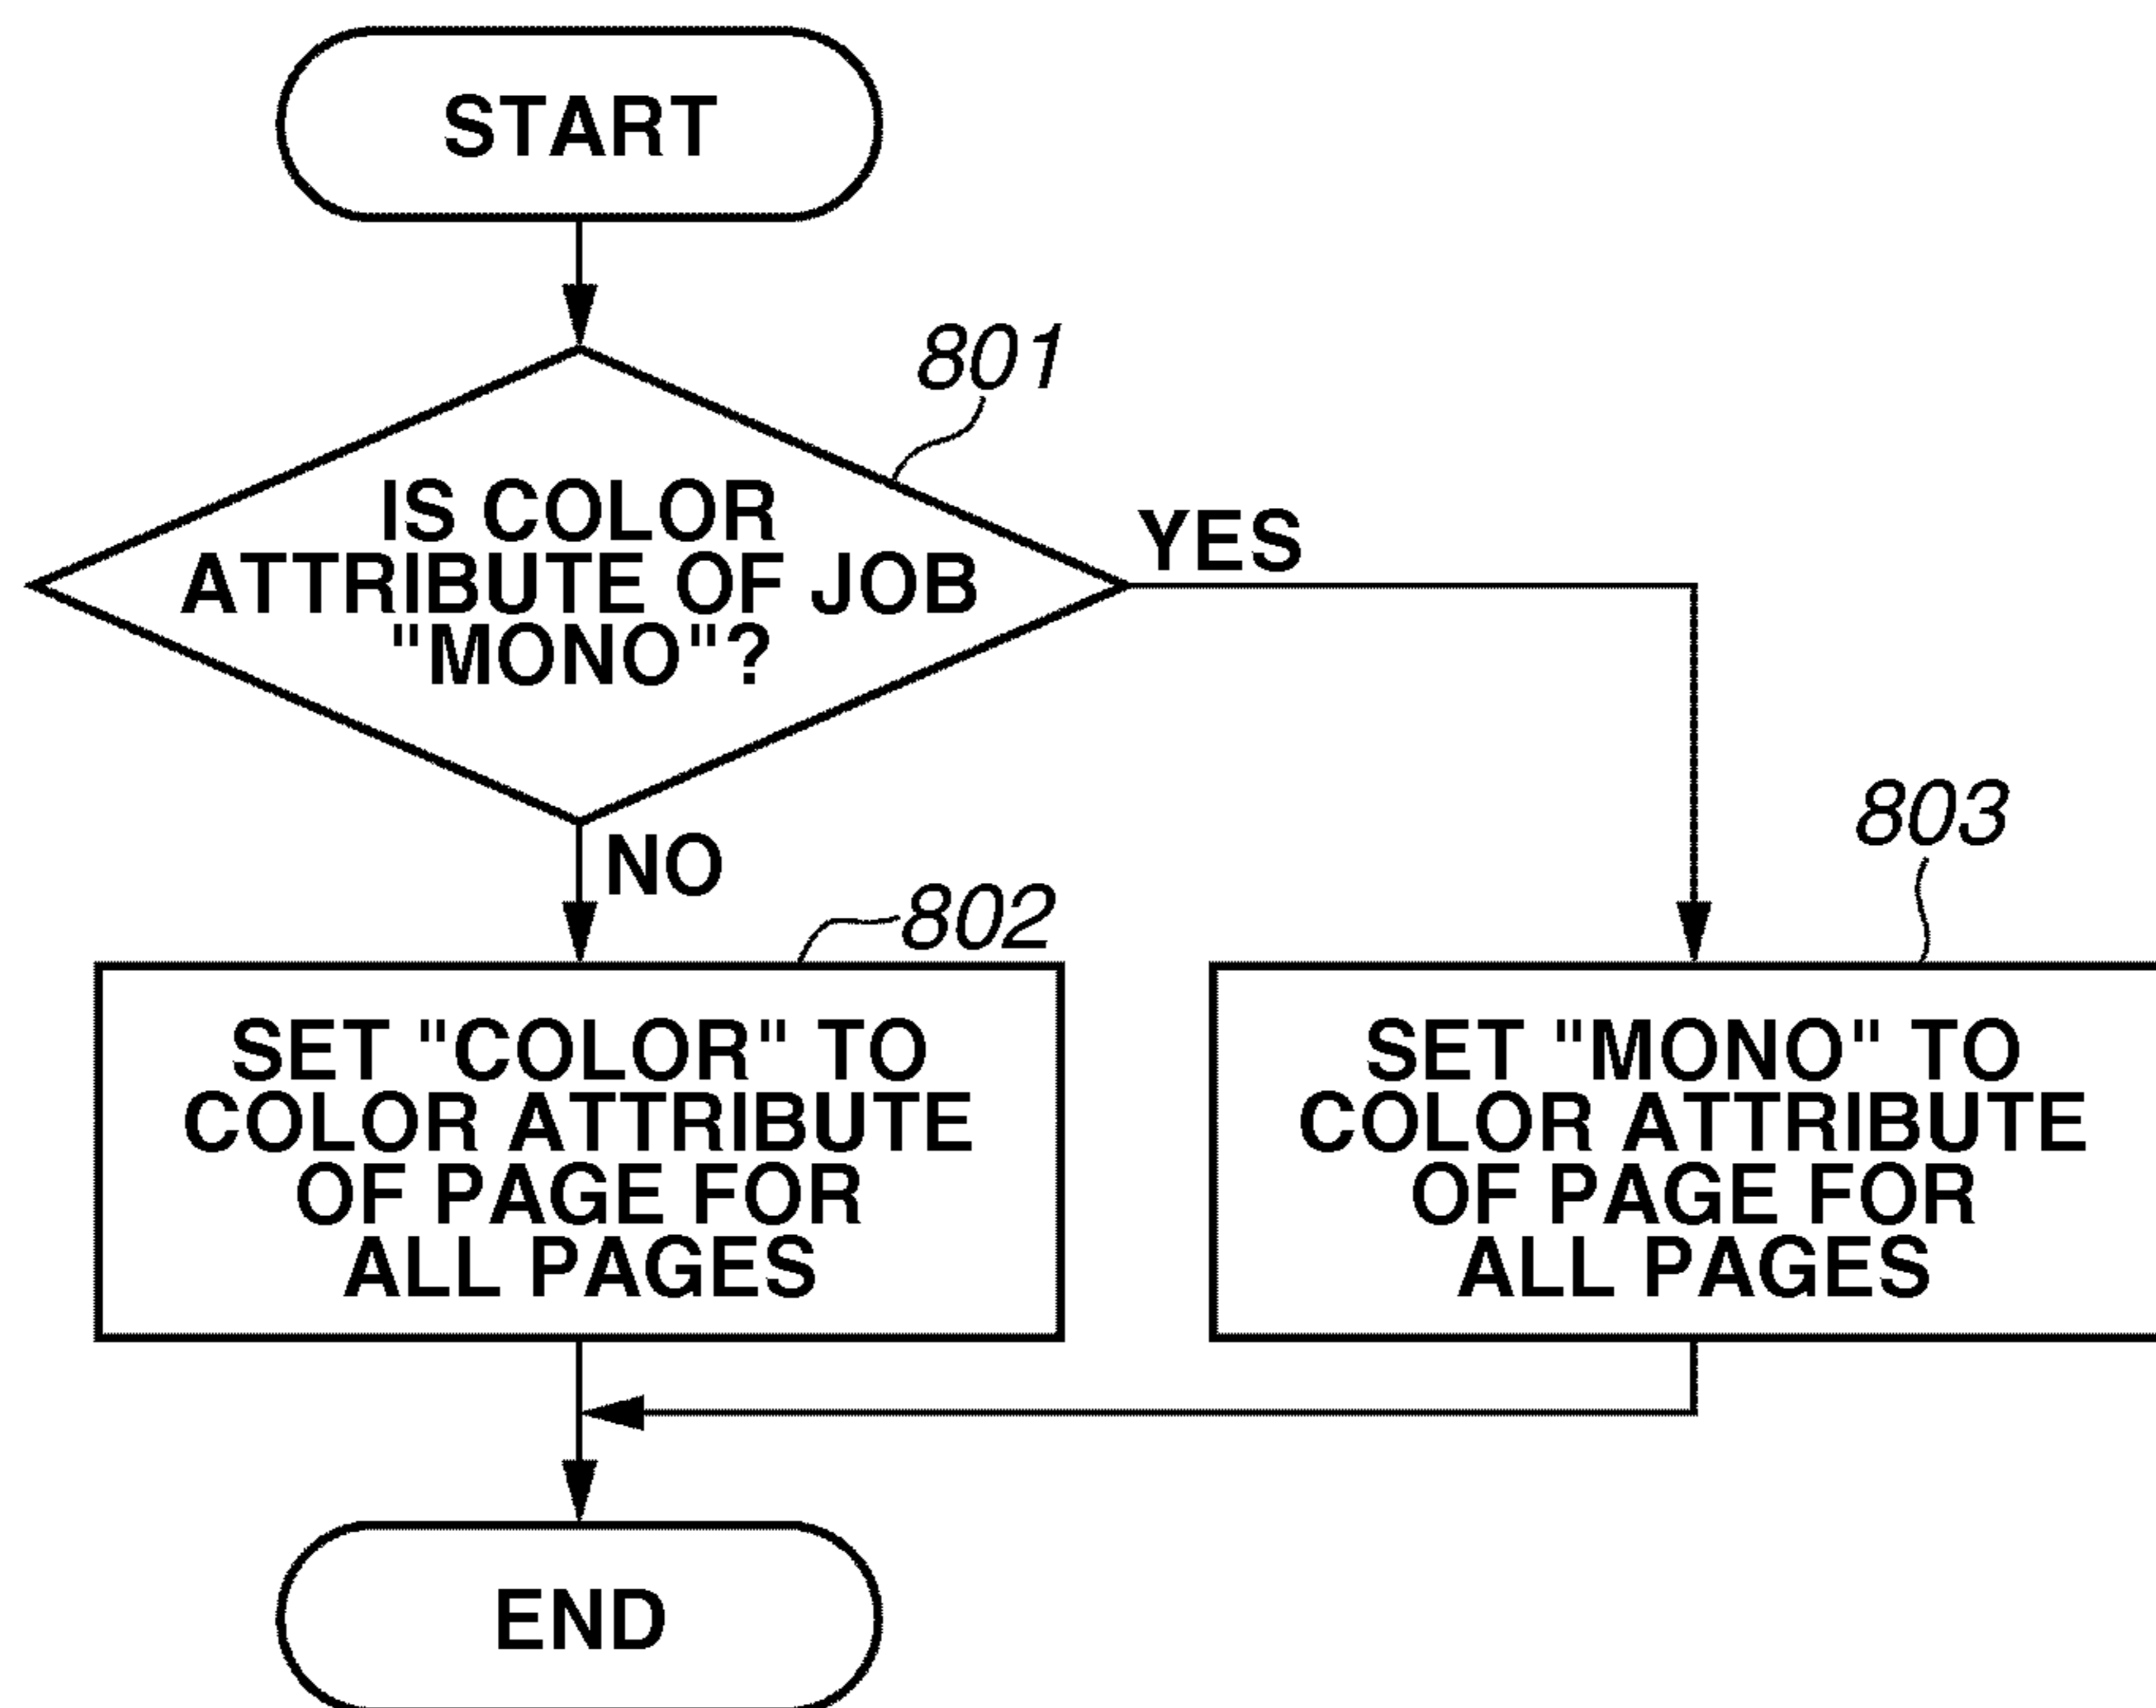 START
801
IS COLOR
ATTRIBUTE OF JOB
"MONO"?
YES
NO
802
803
SET "COLOR" TO
COLOR ATTRIBUTE
OF PAGE FOR
ALL PAGES
SET "MONO" TO
COLOR ATTRIBUTE
OF PAGE FOR
ALL PAGES
END